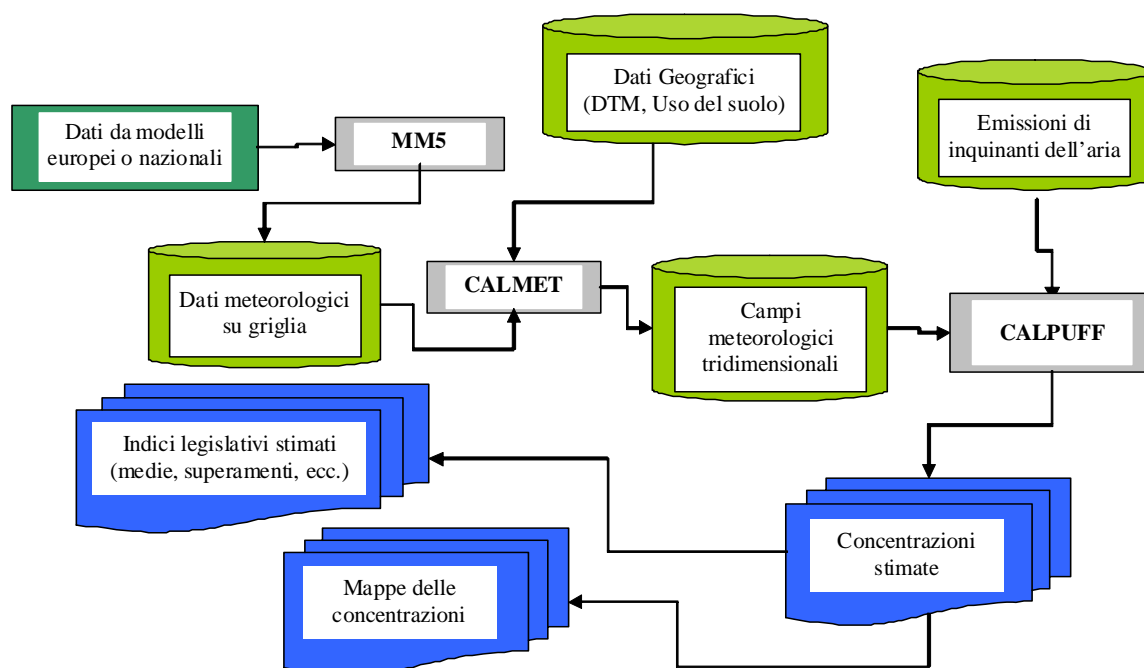 Dati Geografici
(DTM, Uso del suolo)
Emissioni di
inquinanti dell'aria
Dati da modelli
europei o nazionali
MM5
Dati meteorologici
su griglia
CALMET
Campi
meteorologici
tridimensionali
CALPUFF
Indici legislativi stimati
(medie, superamenti, ecc.)
Concentrazioni
stimate
Mappe delle
concentrazioni